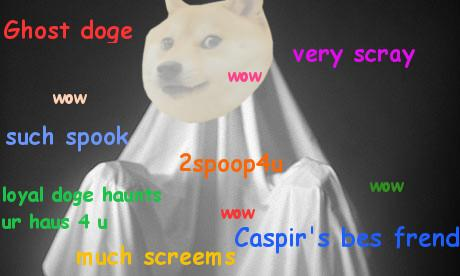 Ghost doge
very scray
wow
wow
such spook
2spoop4u
wow
loyal doge haunts
ur haus 4 u
wow
Caspir's bes frend
much screems